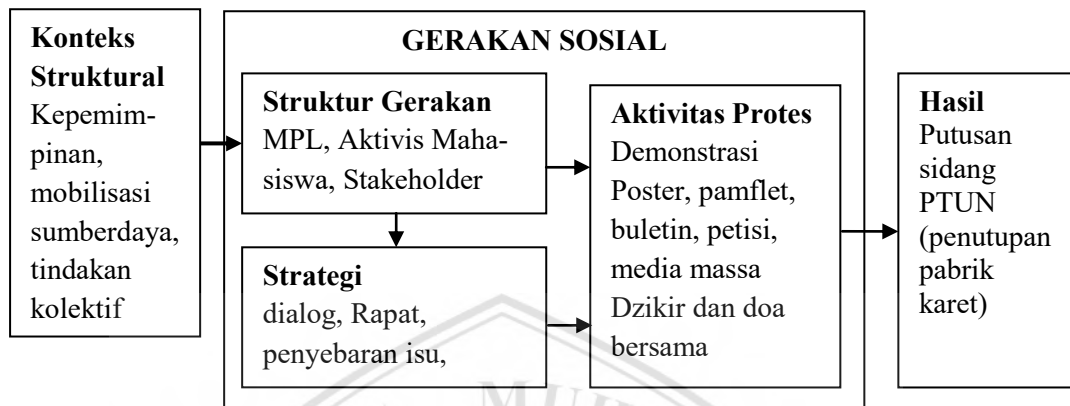 Konteks
Struktural
Kepemim-
pinan,
mobilisasi
sumberdaya,
tindakan
kolektif
GERAKAN SOSIAL
Struktur Gerakan
MPL, Aktivis Maha-
siswa, Stakeholder
Strategi
dialog, Rapat,
penyebaran isu,
Aktivitas Protes
Demonstrasi
Poster, pamflet,
buletin, petisi,
media massa
Dzikir dan doa
bersama
Hasil
Putusan
sidang
PTUN
(penutupan
pabrik
karet)